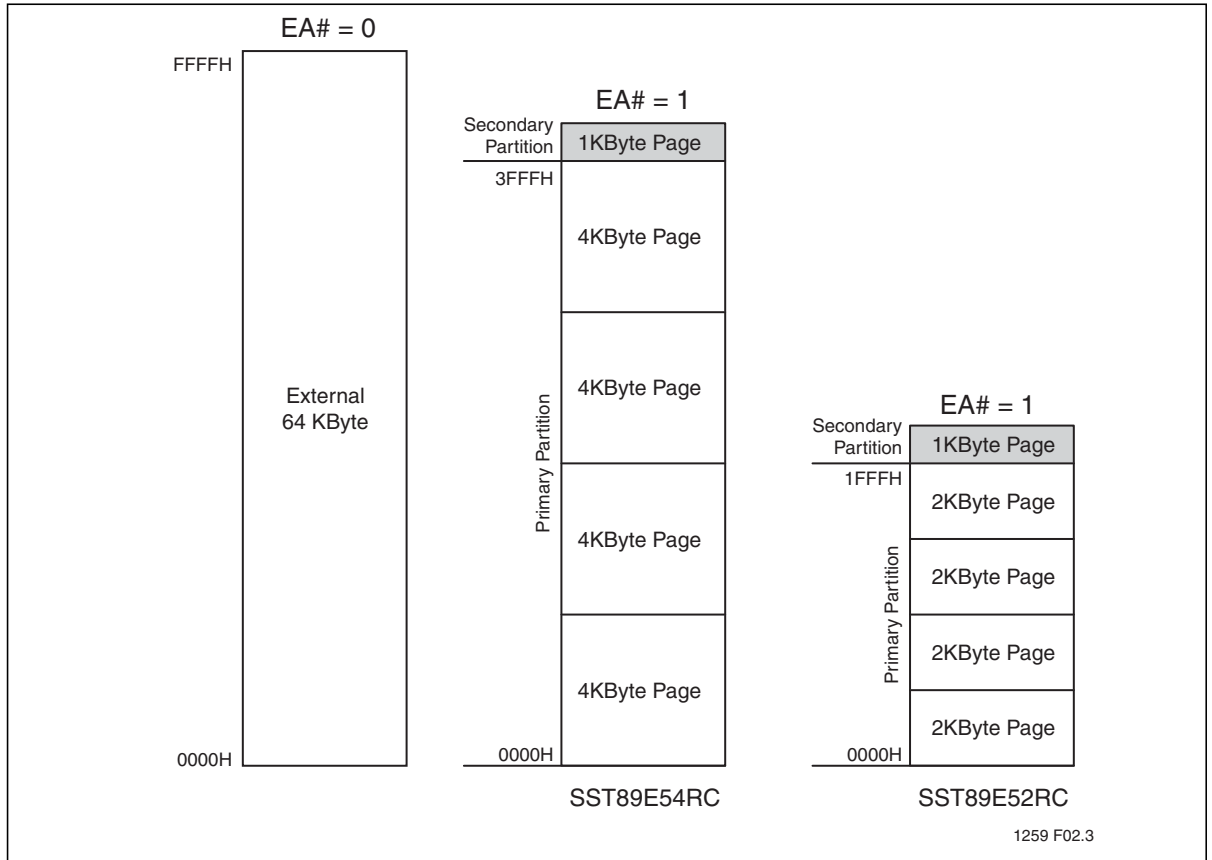 EA# = 0
FFFFH
External
64 KByte
0000H
EA# = 1
Secondary
Partition
1KByte Page
3FFFH
4KByte Page
4KByte Page
Primary Partition
4KByte Page
4KByte Page
0000H
SST89E54RC
EA# = 1
Secondary
Partition
1KByte Page
1FFFH
2KByte Page
2KByte Page
Primary Partition
2KByte Page
2KByte Page
0000H
SST89E52RC
1259 F02.3